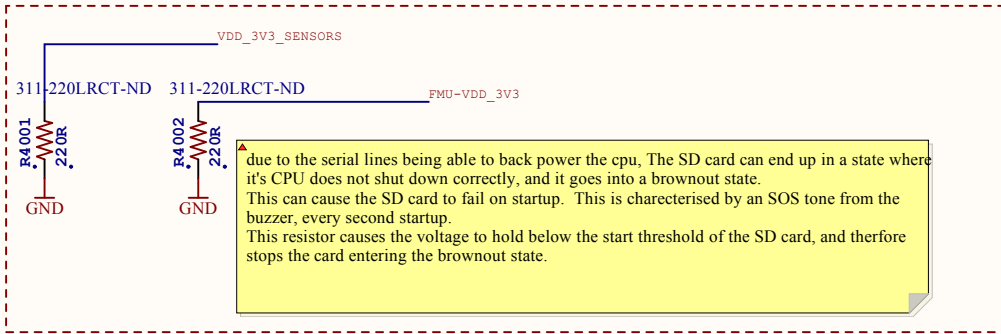 VDD_3V3_SENSORS
311-220LRCT-ND
311-220LRCT-ND
FMU-VDD_3V3
R4001
220R
R4002
220R
GND
GND
due to the serial lines being able to back power the cpu, The SD card can end up in a state where
it's CPU does not shut down correctly, and it goes into a brownout state.
This can cause the SD card to fail on startup.  This is charecterised by an SOS tone from the
buzzer, every second startup.
This resistor causes the voltage to hold below the start threshold of the SD card, and therfore
stops the card entering the brownout state.